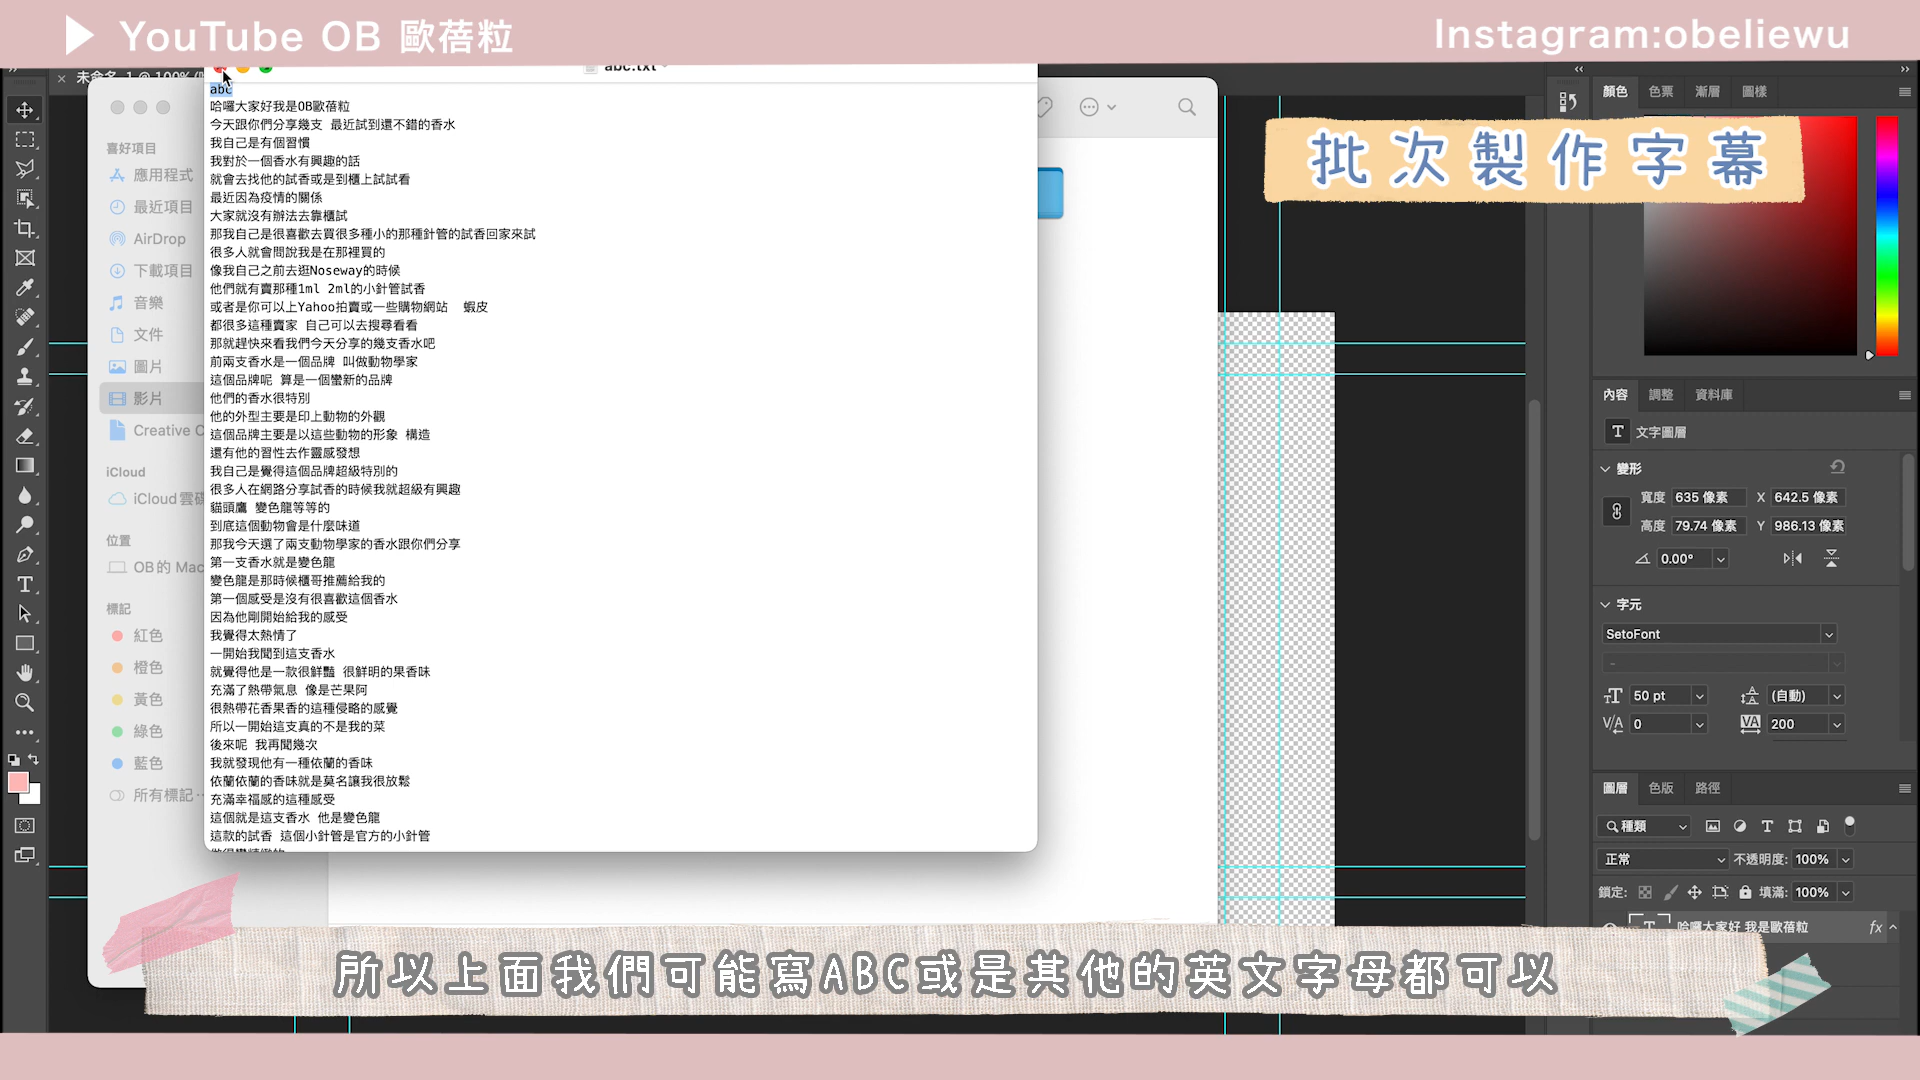 YouTube OB 歐蓓粒
Instagram:obeliewu
批次製作字幕
abc.txt
abc
哈囉大家好我是OB歐蓓粒
今天跟你們分享幾支 最近試到還不錯的香水
我自己是有個習慣
我對於一個香水有興趣的話
就會去找他的試香或是到櫃上試試看
最近因為疫情的關係
大家就沒有辦法去靠櫃試
那我自己是很喜歡去買很多種小的那種針管的試香回家來試
很多人就會問說我是在那裡買的
像我自己之前去逛Noseway的時候
他們就有賣那種1ml 2ml的小針管試香
或者是你可以上Yahoo拍賣或一些購物網站  蝦皮
都很多這種賣家 自己可以去搜尋看看
那就趕快來看我們今天分享的幾支香水吧
前兩支香水是一個品牌 叫做動物學家
這個品牌呢 算是一個蠻新的品牌
他們的香水很特別
他的外型主要是印上動物的外觀
這個品牌主要是以這些動物的形象 構造
還有他的習性去作靈感發想
我自己是覺得這個品牌超級特別的
很多人在網路分享試香的時候我就超級有興趣
貓頭鷹 變色龍等等的
到底這個動物會是什麼味道
那我今天選了兩支動物學家的香水跟你們分享
第一支香水就是變色龍
變色龍是那時候櫃哥推薦給我的
第一個感受是沒有很喜歡這個香水
因為他剛開始給我的感受
我覺得太熱情了
一開始我聞到這支香水
就覺得他是一款很鮮豔 很鮮明的果香味
充滿了熱帶氣息 像是芒果阿
很熱帶花香果香的這種侵略的感覺
所以一開始這支真的不是我的菜
後來呢 我再聞幾次
我就發現他有一種依蘭的香味
依蘭依蘭的香味就是莫名讓我很放鬆
充滿幸福感的這種感受
這個就是這支香水 他是變色龍
這款的試香 這個小針管是官方的小針管
喜好項目
應用程式
最近項目
AirDrop
下載項目
音樂
文件
圖片
影片
Creative C
iCloud
iCloud雲碟
位置
OB的 Mac
標記
紅色
橙色
黃色
綠色
藍色
所有標記⋯
顏色 色票 漸層 圖樣
內容 調整 資料庫
文字圖層
變形
寬度 635 像素 X 642.5 像素
高度 79.74 像素 Y 986.13 像素
0.00°
字元
SetoFont
50 pt (自動)
0 200
圖層 色版 路徑
種類
正常 不透明度: 100%
鎖定: 填滿: 100%
哈囉大家好 我是歐蓓粒 fx
所以上面我們可能寫ABC或是其他的英文字母都可以